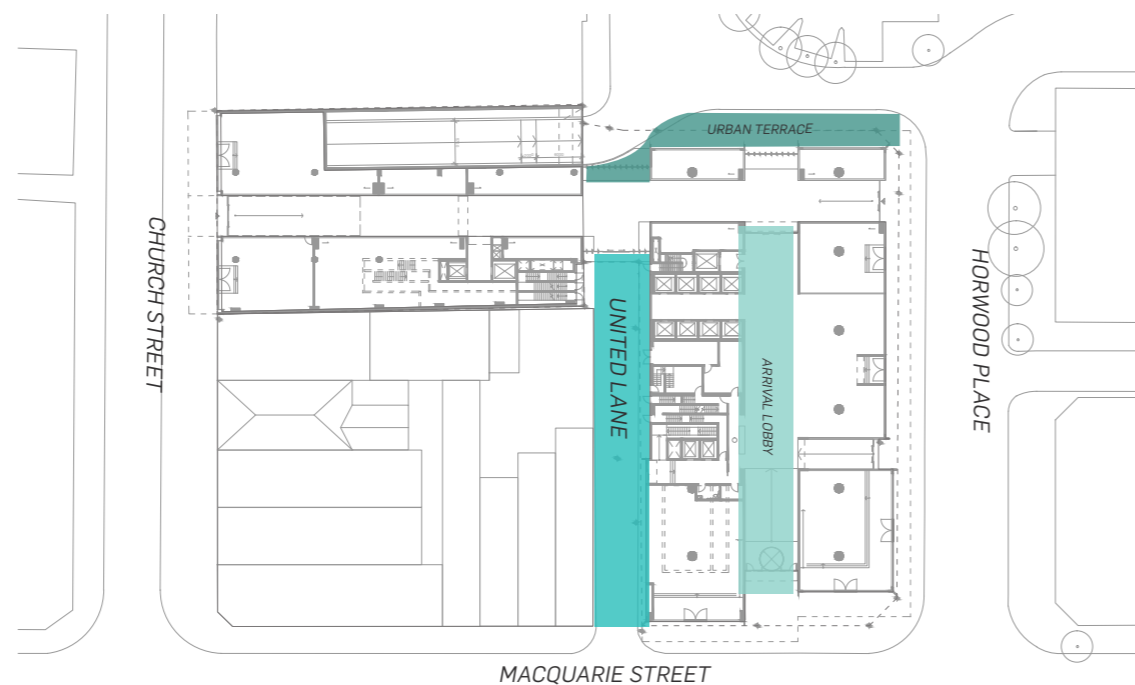 URBAN TERRACE
CHURCH STREET
UNITED LANE
ARRIVAL LOBBY
HORWOOD PLACE
MACQUARIE STREET